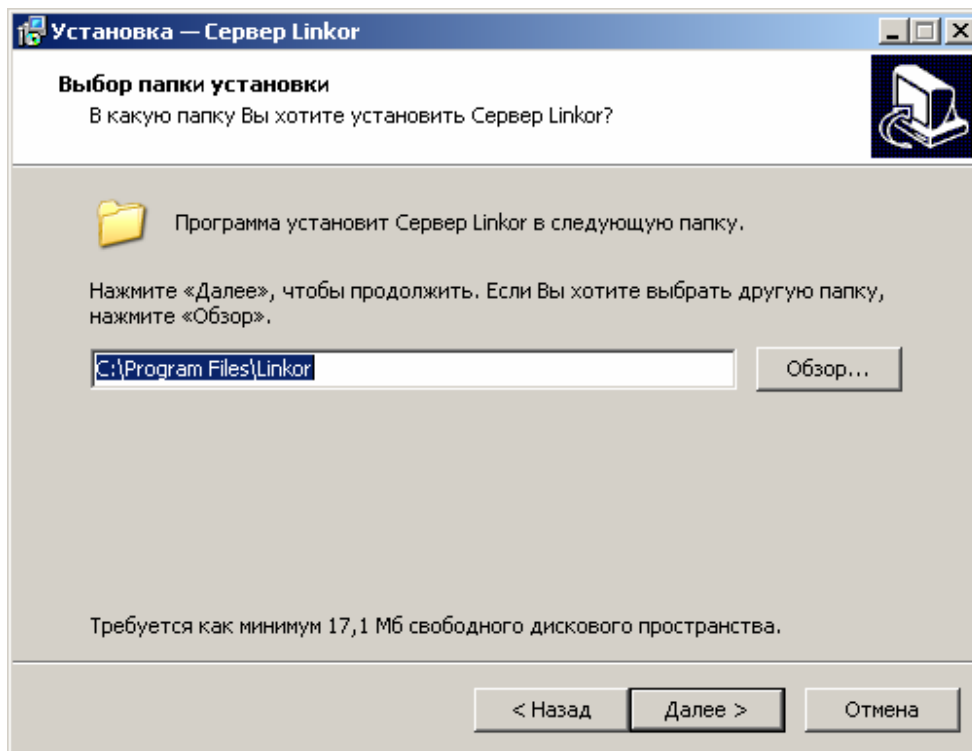 Установка — Сервер Linkor
Выбор папки установки
В какую папку Вы хотите установить Сервер Linkor?
Программа установит Сервер Linkor в следующую папку.
Нажмите «Далее», чтобы продолжить. Если Вы хотите выбрать другую папку,
нажмите «Обзор».
C:\Program Files\Linkor
Обзор...
Требуется как минимум 17,1 Мб свободного дискового пространства.
< Назад
Далее >
Отмена